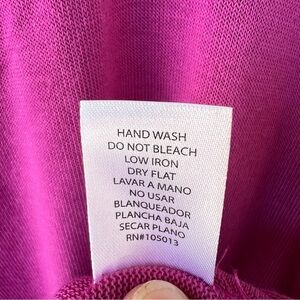 HAND WASH
DO NOT BLEACH
LOW IRON
DRY FLAT
LAVAR A MANO
NO USAR
BLANQUEADOR
PLANCHA BAJA
SECAR PLANO
RN#105013